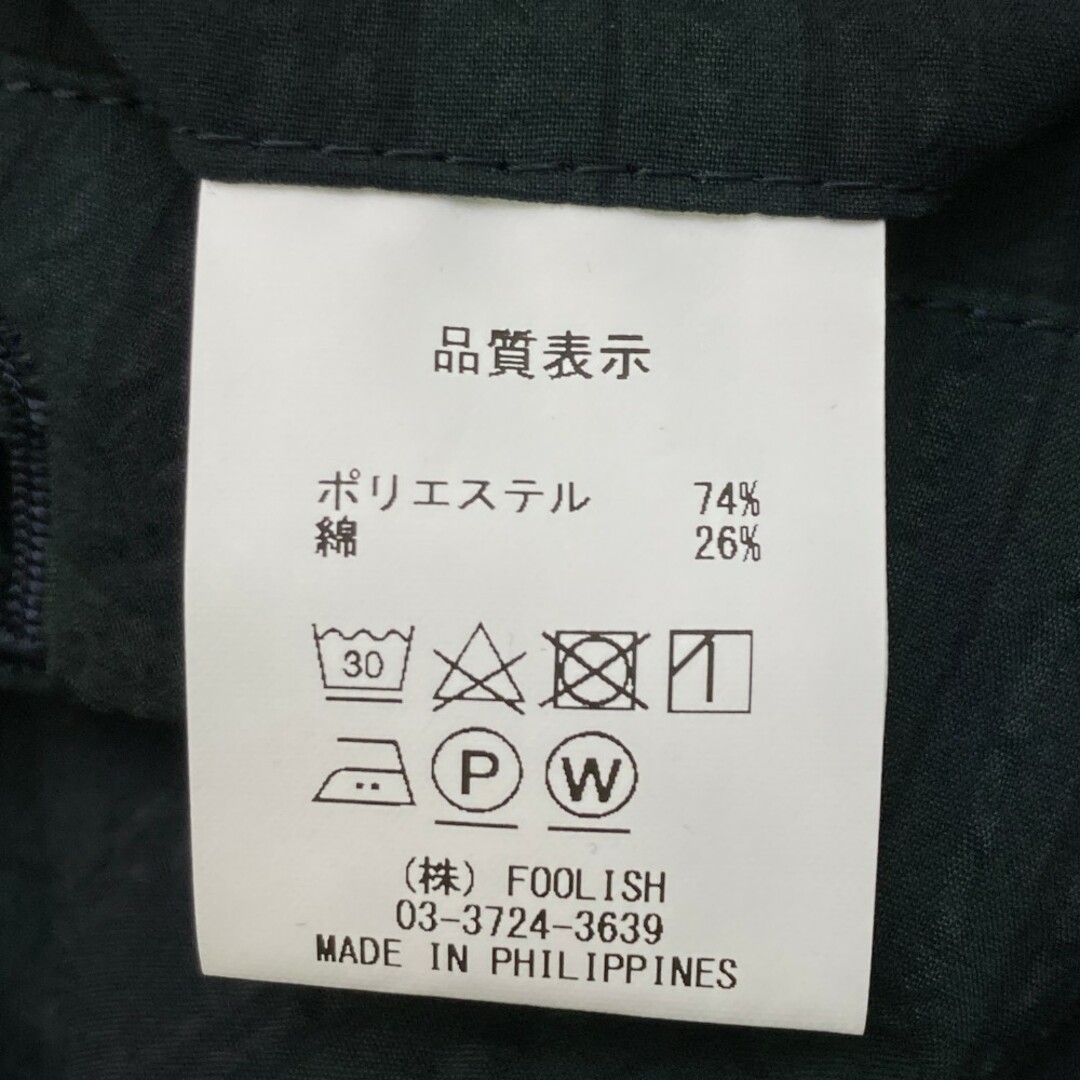 品質表示
ポリエステル 74%
綿 26%
30
P W
(株) FOOLISH
03-3724-3639
MADE IN PHILIPPINES